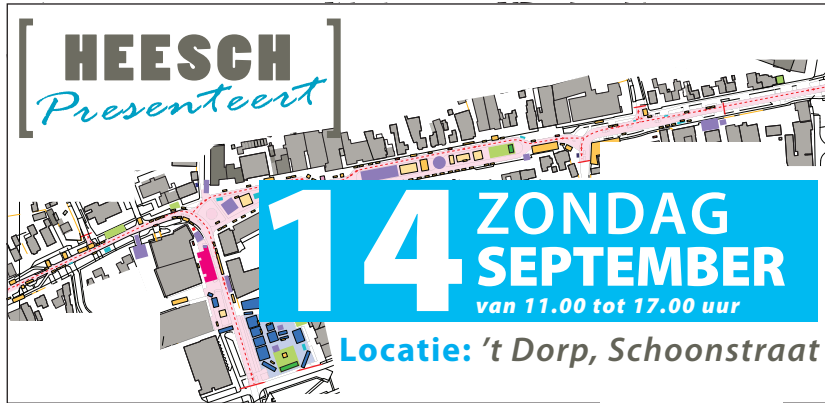 HEESCH
Presenteert
14 ZONDAG
SEPTEMBER
van 11.00 tot 17.00 uur
Locatie: ’t Dorp, Schoonstraat